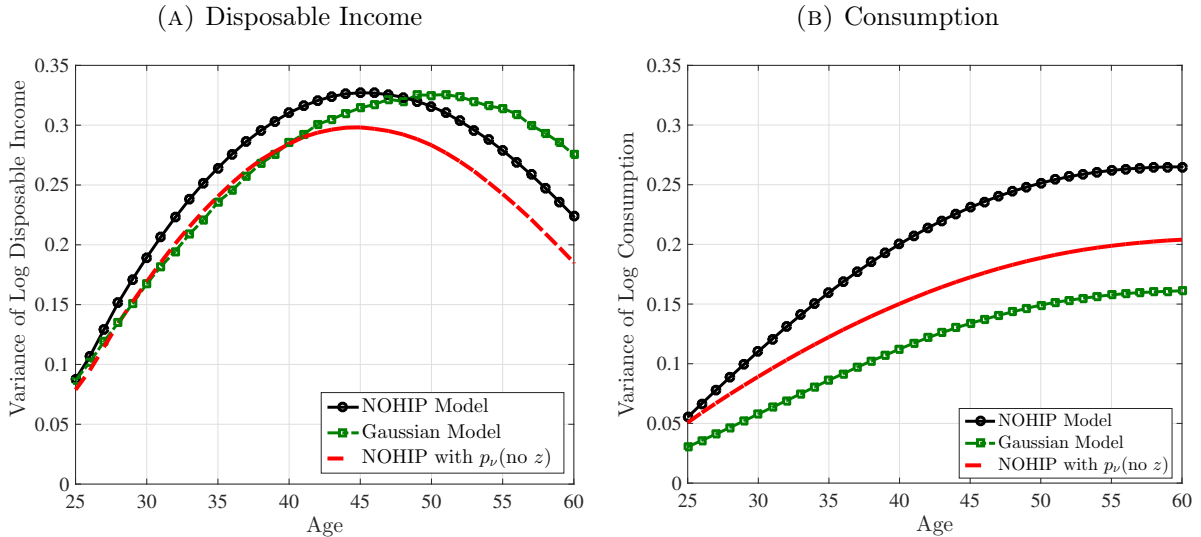 (A) Disposable Income
Variance of Log Disposable Income
0.35
0.3
0.25
0.2
0.15
0.1
0.05
0
25 30 35 40 45 50 55 60
Age
NOHIP Model
Gaussian Model
NOHIP with pν(no z)
(B) Consumption
Variance of Log Consumption
0.35
0.3
0.25
0.2
0.15
0.1
0.05
0
25 30 35 40 45 50 55 60
Age
NOHIP Model
Gaussian Model
NOHIP with pν(no z)